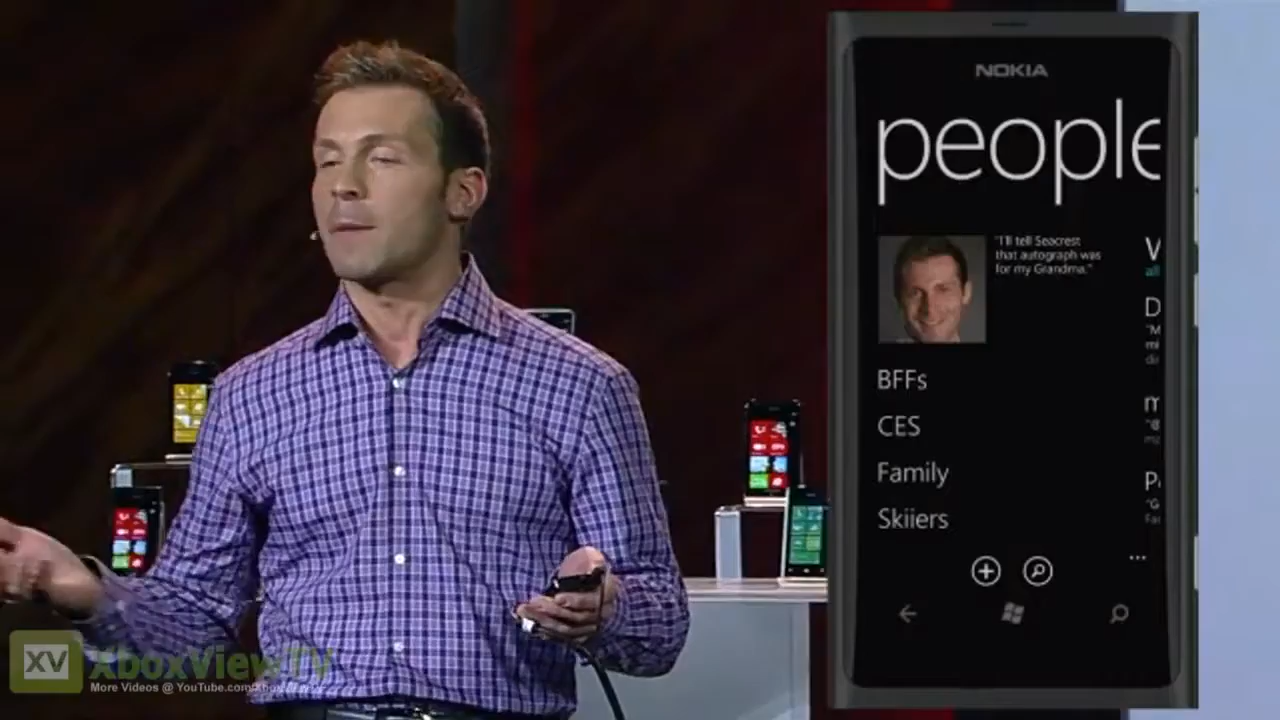 NOKIA
people
"I'll tell Seacrest
that autograph was
for my Grandma."
all
BFFs
CES
Family
Skiiers
XV XboxViewTV
More Videos @ YouTube.com/